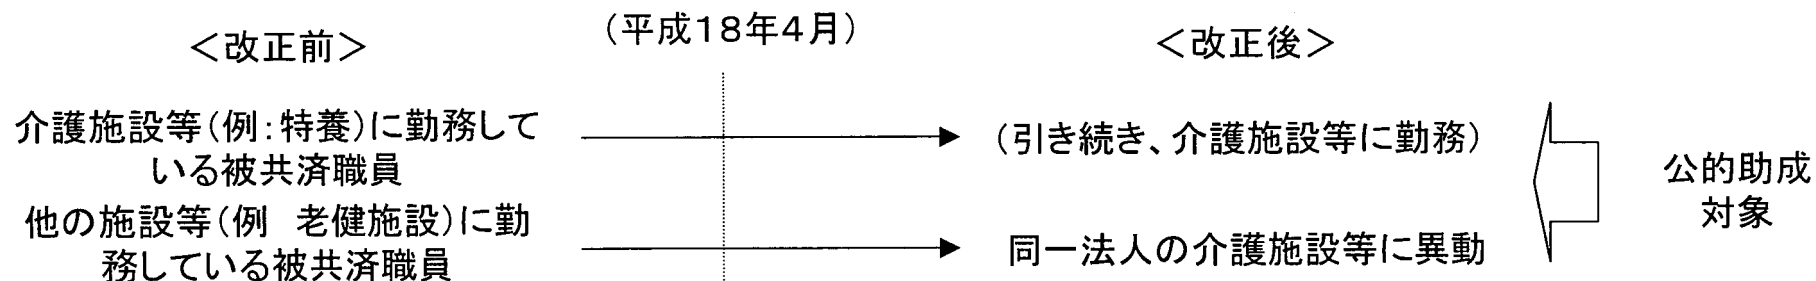 <改正前>
(平成18年4月)
<改正後>
介護施設等(例:特養)に勤務して
いる被共済職員
(引き続き、介護施設等に勤務)
他の施設等(例 老健施設)に勤
務している被共済職員
同一法人の介護施設等に異動
公的助成
対象